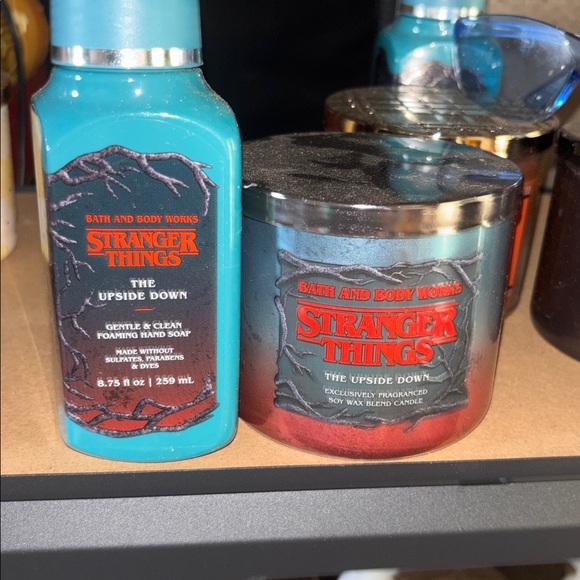 BATH AND BODY WORKS
STRANGER
THINGS
THE
UPSIDE DOWN
GENTLE & CLEAN
FOAMING HAND SOAP
MADE WITHOUT
SULFATES, PARABENS
& DYES
8.75 fl oz | 259 mL
BATH AND BODY WORKS
STRANGER
THINGS
THE UPSIDE DOWN
EXCLUSIVELY FRAGRANCED
SOY WAX BLEND CANDLE